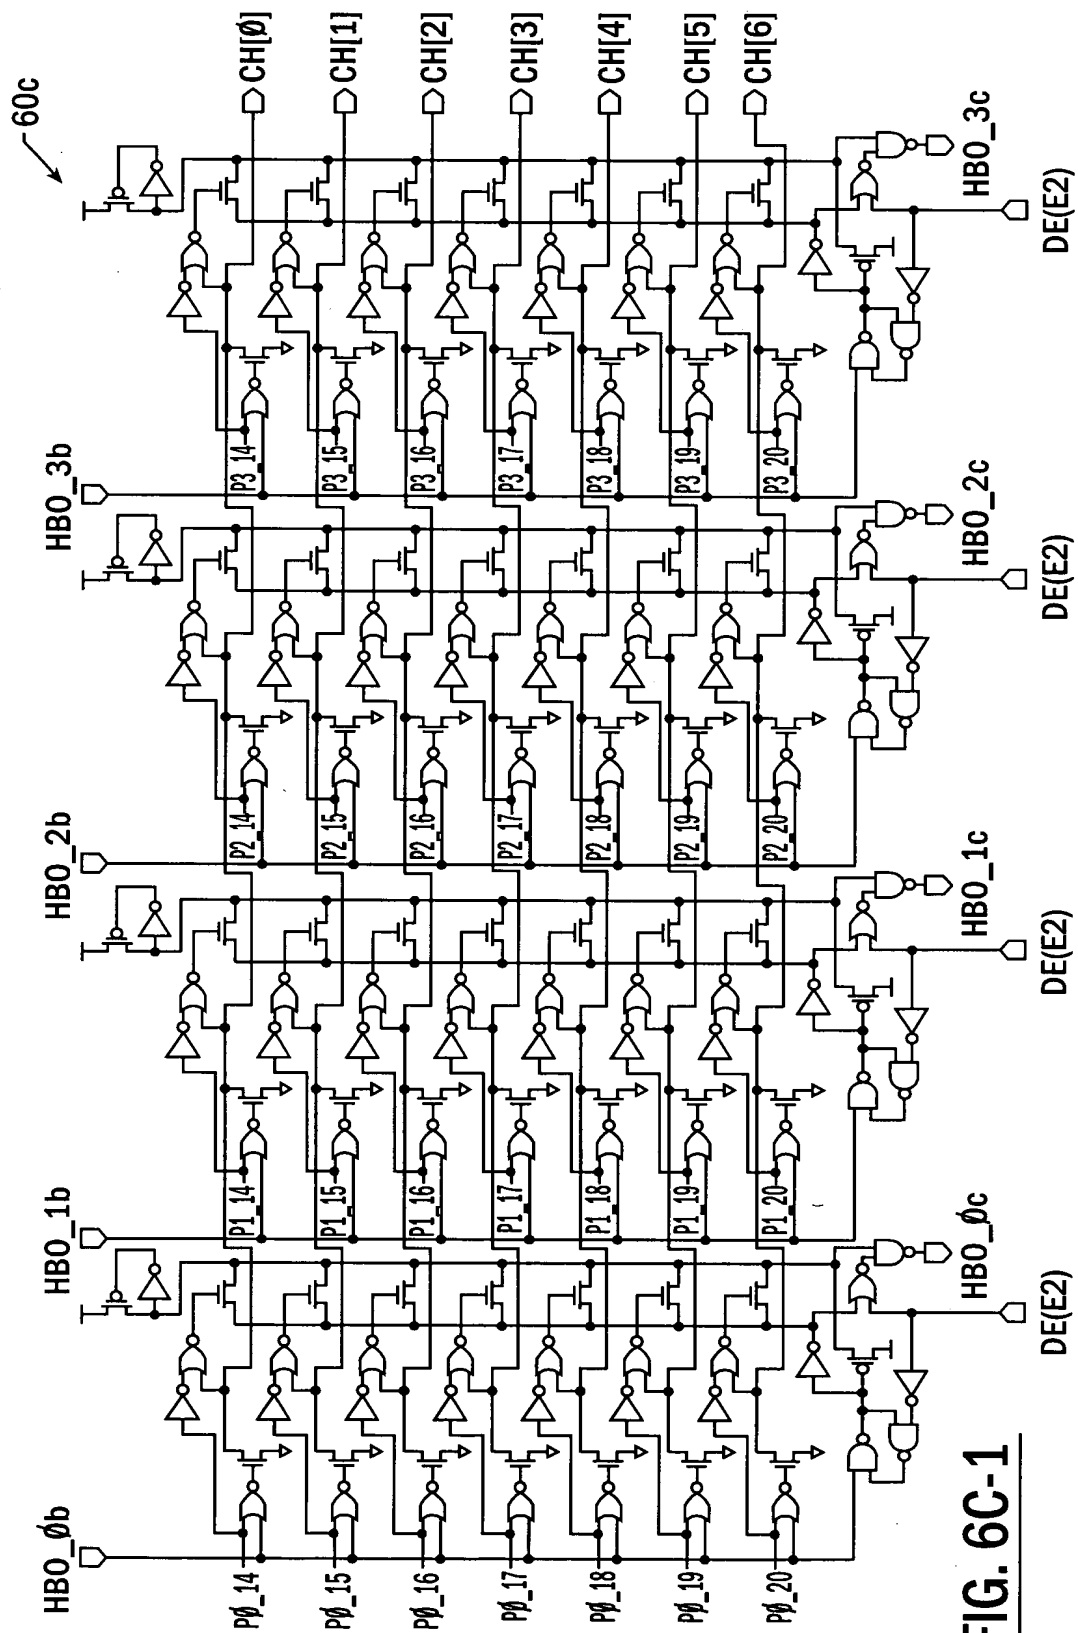 60c
CH[Ø]
CH[1]
CH[2]
CH[3]
CH[4]
CH[5]
CH[6]
HBO_3b
P3_14
P3_15
P3_16
P3_17
P3_18
P3_19
P3_20
HBO_3c
DE(E2)
HBO_2b
P2_14
P2_15
P2_16
P2_17
P2_18
P2_19
P2_20
HBO_2c
DE(E2)
HBO_1b
P1_14
P1_15
P1_16
P1_17
P1_18
P1_19
P1_20
HBO_1c
DE(E2)
HBO_Øb
PØ_14
PØ_15
PØ_16
PØ_17
PØ_18
PØ_19
PØ_20
HBO_Øc
DE(E2)
FIG. 6C-1